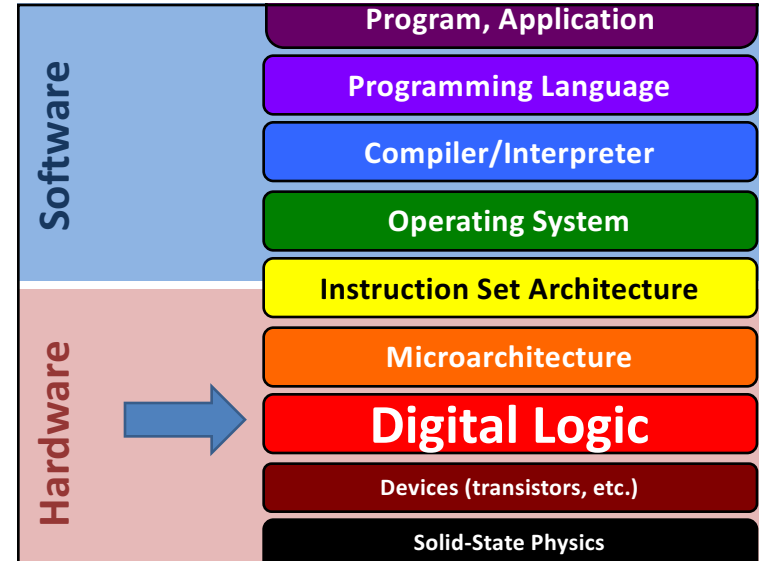 Software
Program, Application
Programming Language
Compiler/Interpreter
Operating System
Instruction Set Architecture
Hardware
Microarchitecture
Digital Logic
Devices (transistors, etc.)
Solid-State Physics